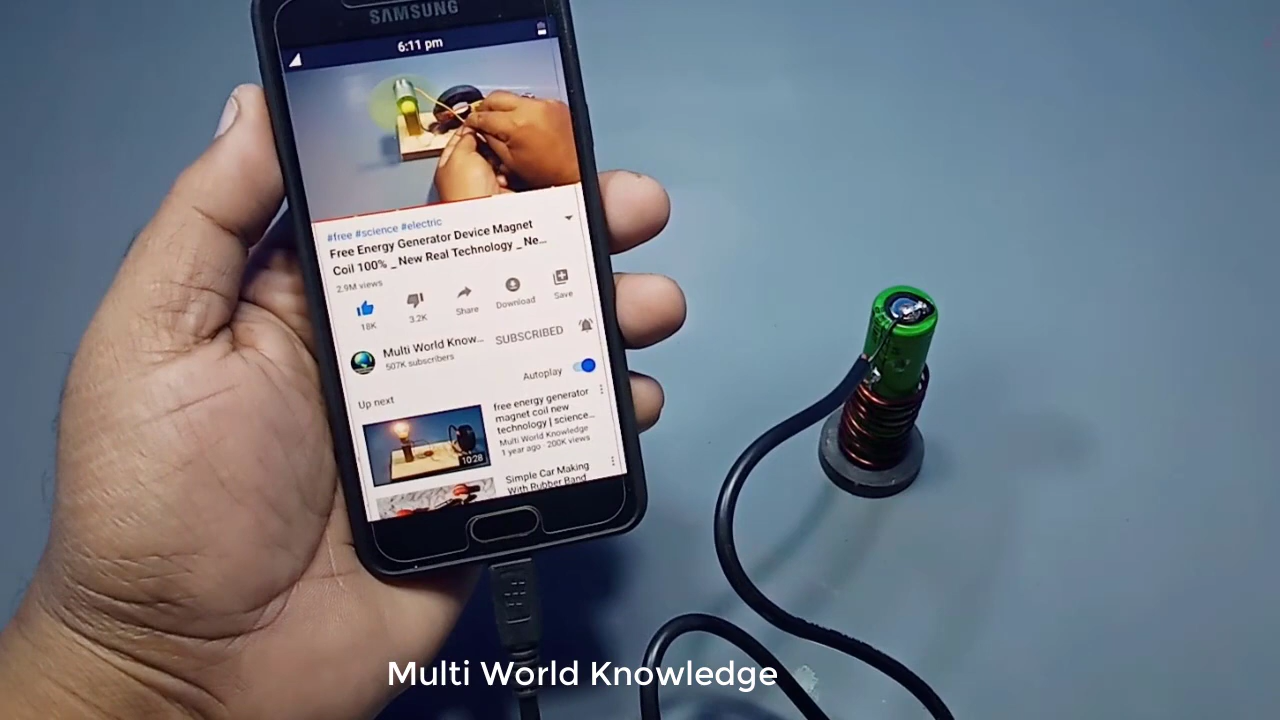 SAMSUNG
6:11 pm
#free #science #electric
Free Energy Generator Device Magnet
Coil 100% _ New Real Technology _ Ne...
2.9M views
18K
3.2K
Share
Download
Save
Multi World Know...
SUBSCRIBED
507K subscribers
Autoplay
Up next
free energy generator
magnet coil new
technology | science...
Multi World Knowledge
1 year ago · 200K views
10:28
Simple Car Making
With Rubber Band
Multi World Knowledge